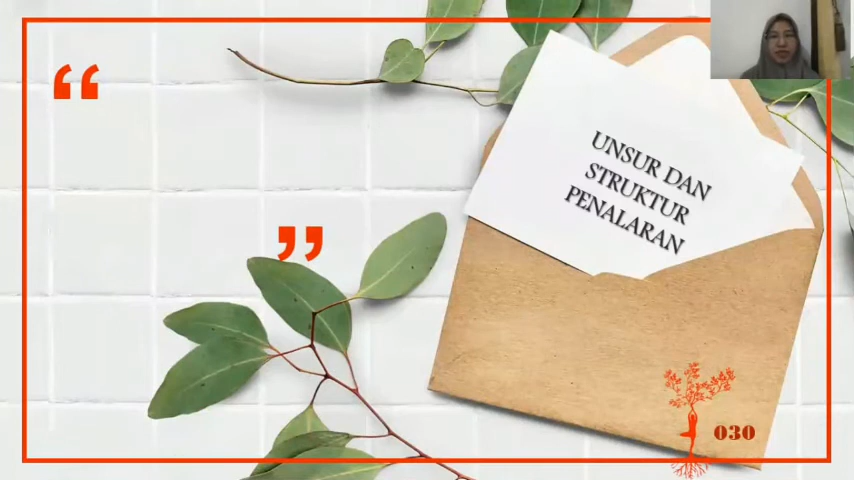 “
UNSUR DAN
STRUKTUR
PENALARAN
”
030